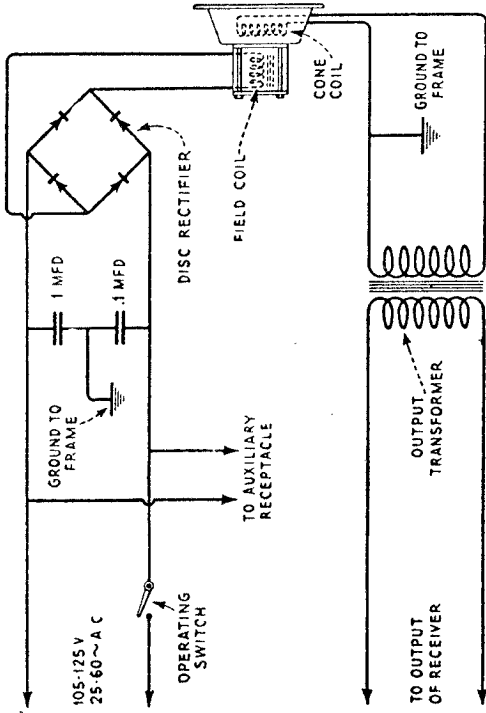 105-125 V
25-60~A C
OPERATING
SWITCH
GROUND TO
FRAME
.1 MFD
.1 MFD
TO AUXILIARY
RECEPTACLE
DISC RECTIFIER
FIELD COIL
CONE
COIL
GROUND TO
FRAME
OUTPUT
TRANSFORMER
TO OUTPUT
OF RECEIVER